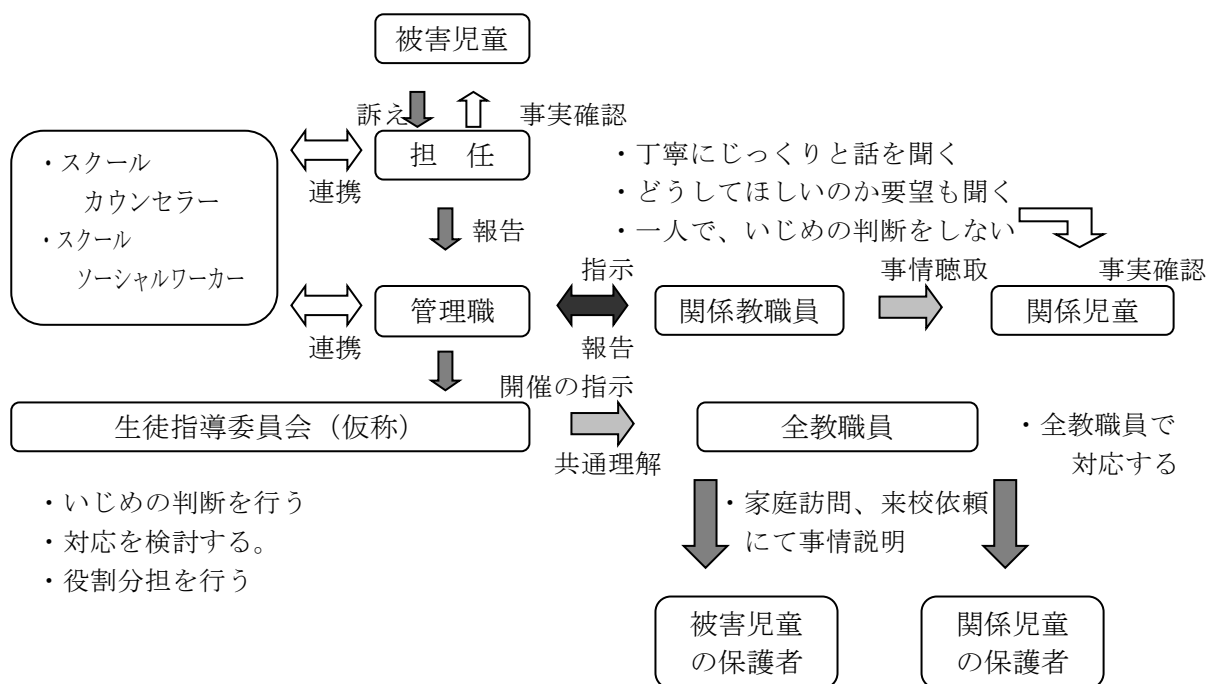 被害児童
訴え
事実確認
・スクール
カウンセラー
・スクール
ソーシャルワーカー
連携
担　任
・丁寧にじっくりと話を聞く
・どうしてほしいのか要望も聞く
・一人で、いじめの判断をしない
報告
指示
事情聴取
事実確認
管理職
関係教職員
関係児童
連携
報告
開催の指示
生徒指導委員会（仮称）
共通理解
全教職員
・全教職員で
対応する
・いじめの判断を行う
・対応を検討する。
・役割分担を行う
・家庭訪問、来校依頼
にて事情説明
被害児童
の保護者
関係児童
の保護者